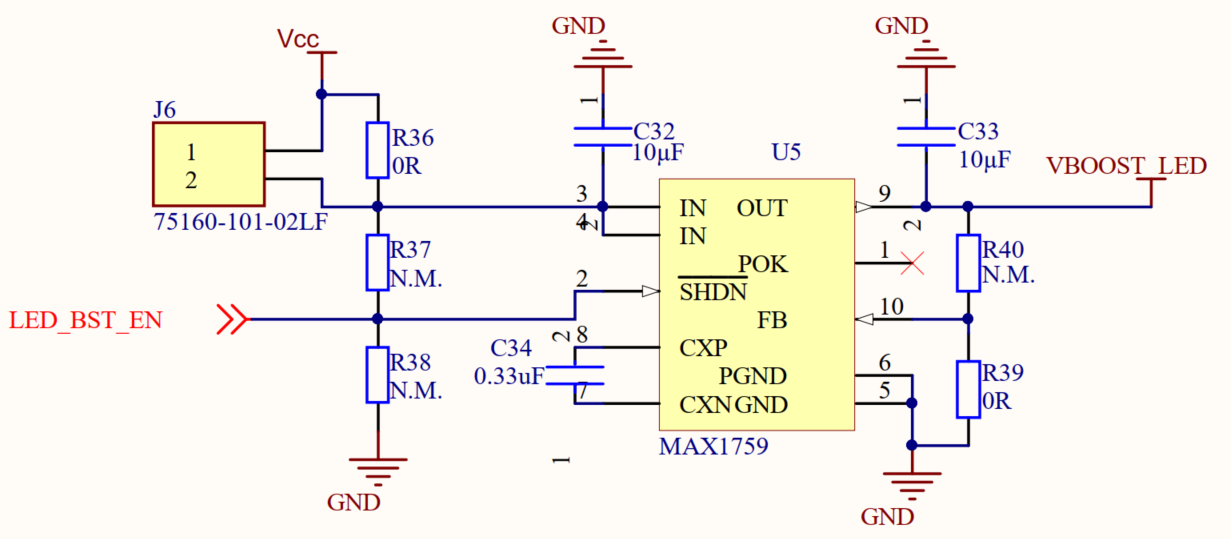 GND
GND
Vcc
J6
1
1
R36
0R
C32
10µF
C33
10µF
1
2
U5
VBOOST_LED
75160-101-02LF
3
IN
OUT
9
4
2
IN
2
R37
N.M.
1
POK
R40
N.M.
2
SHDN
LED_BST_EN
FB
10
2
8
C34
0.33uF
CXP
R38
N.M.
PGND
6
R39
0R
7
CXN
GND
5
MAX1759
1
GND
GND